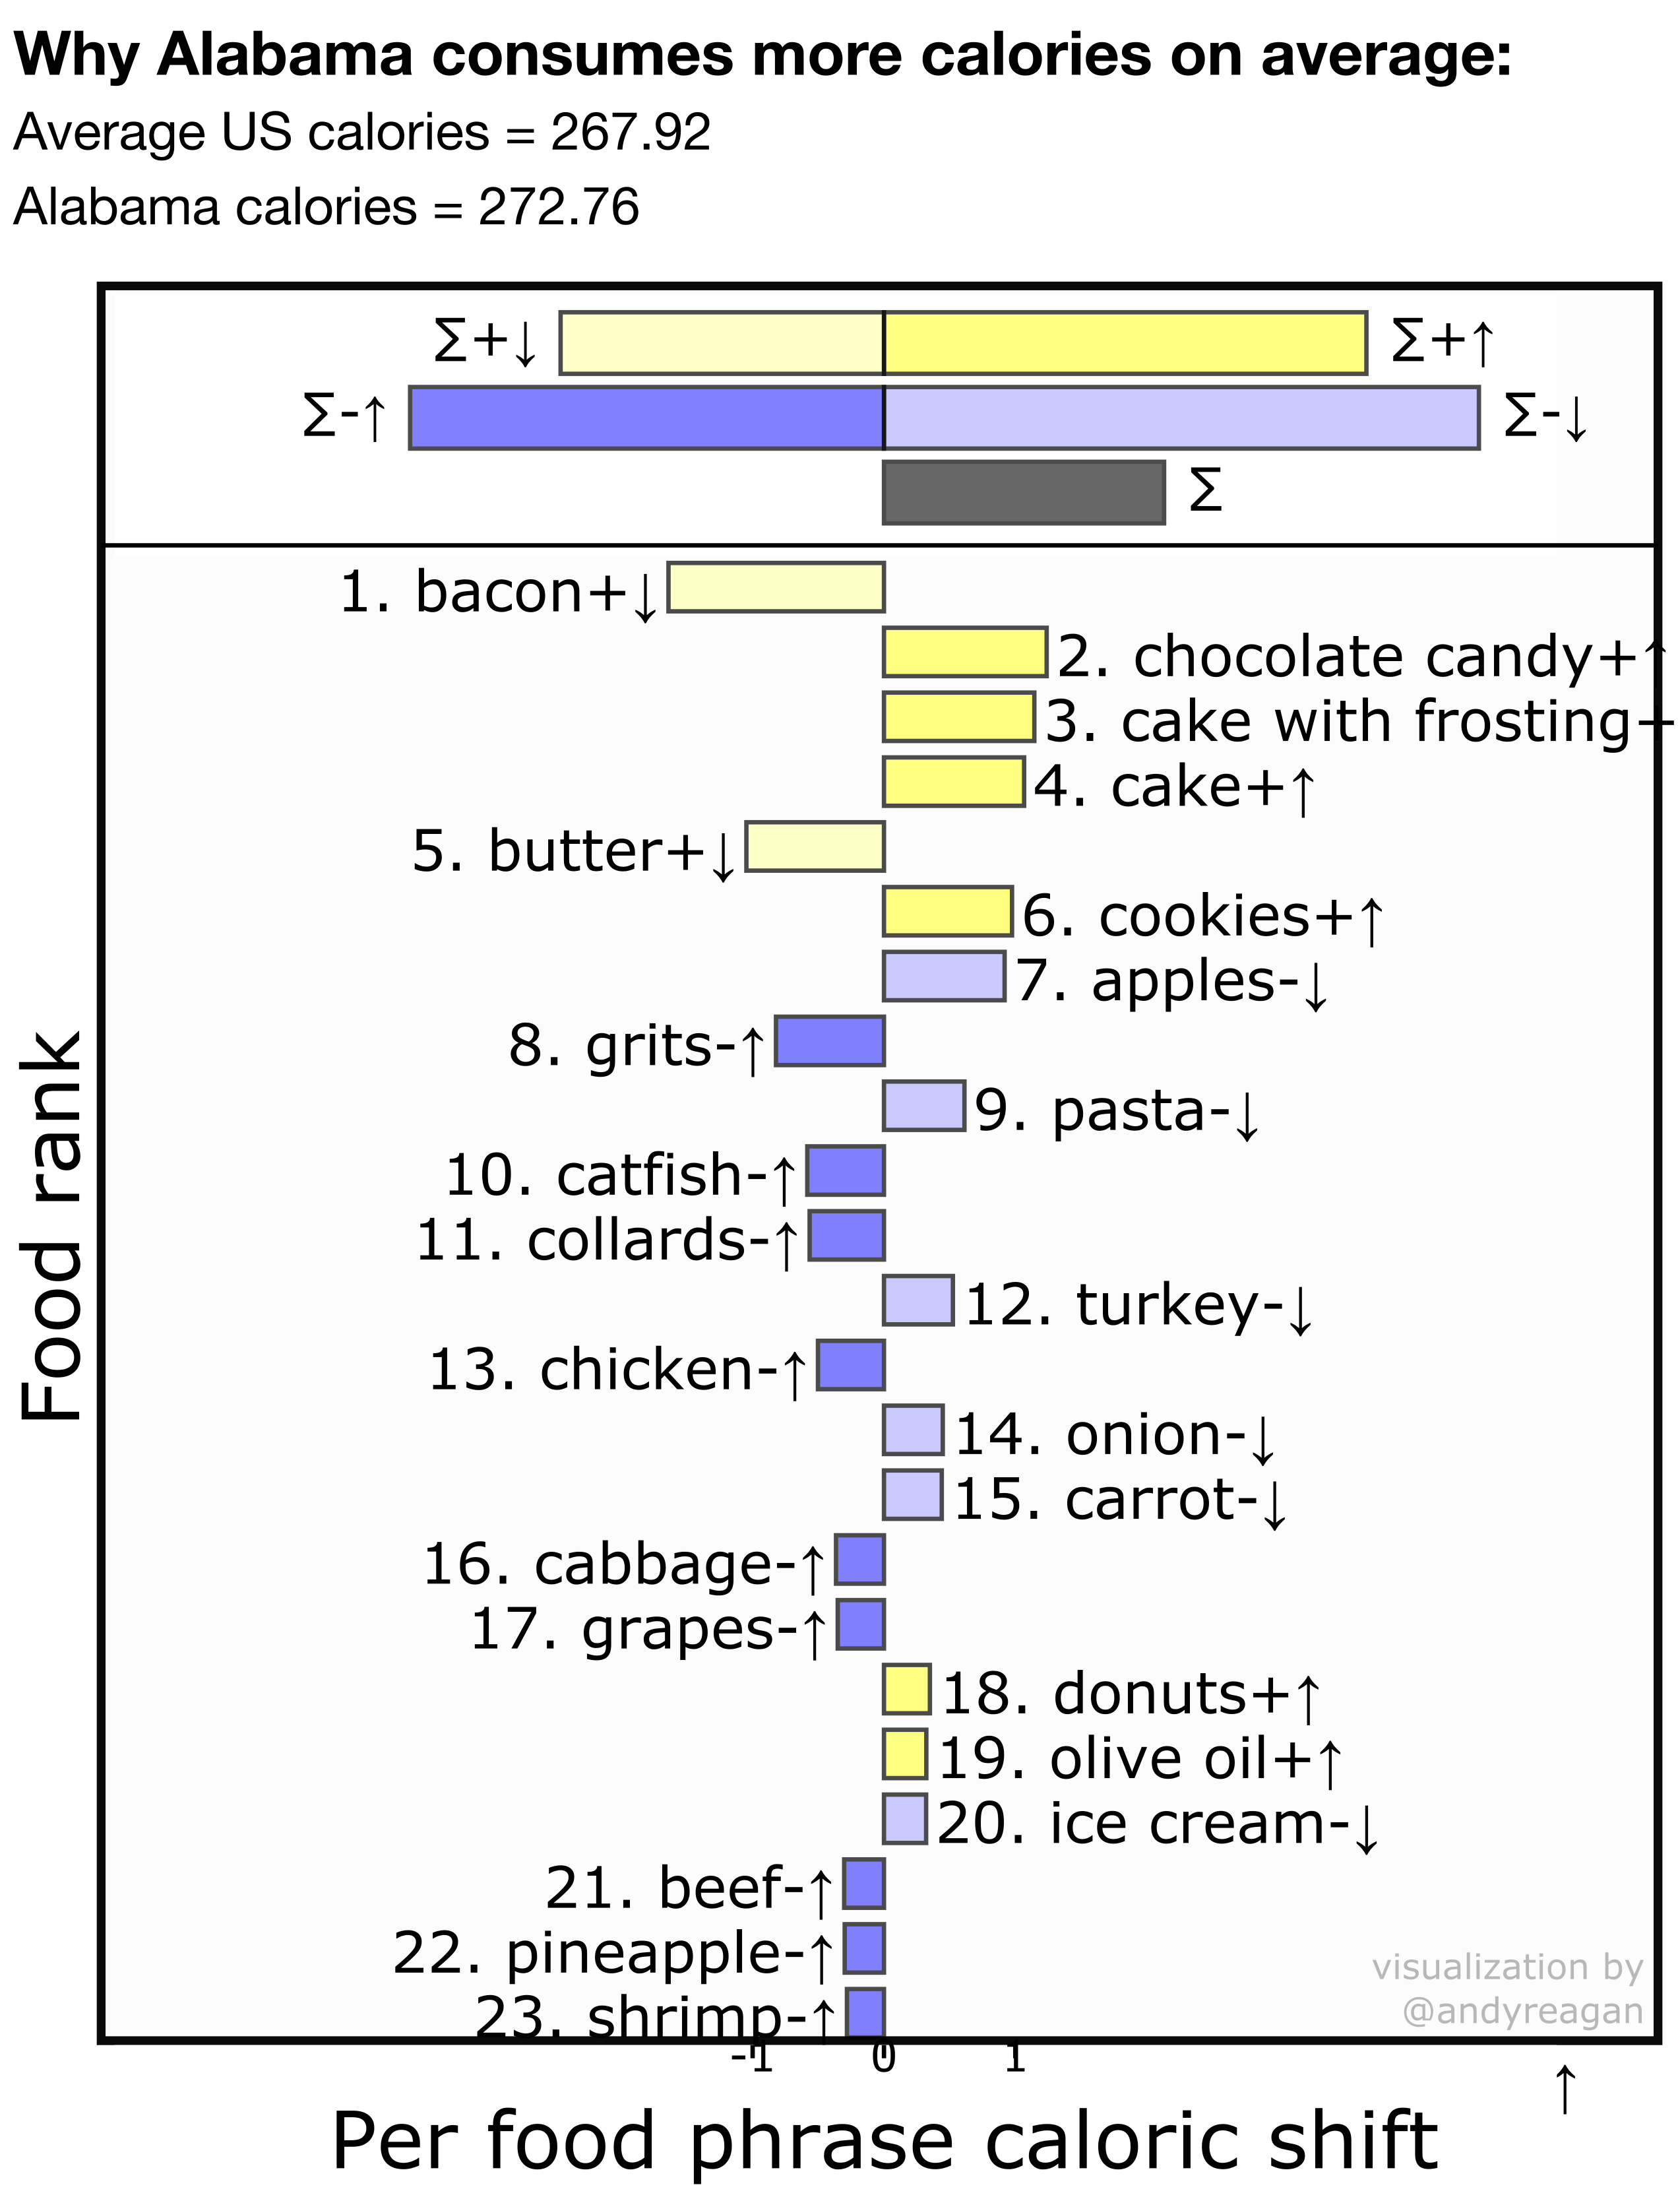 Why Alabama consumes more calories on average:
Average US calories = 267.92
Alabama calories = 272.76
Σ+↓ Σ+↑
Σ-↑ Σ-↓
Σ
1. bacon+↓
2. chocolate candy+↑
3. cake with frosting+
4. cake+↑
5. butter+↓
6. cookies+↑
7. apples-↓
8. grits-↑
9. pasta-↓
10. catfish-↑
11. collards-↑
12. turkey-↓
13. chicken-↑
14. onion-↓
15. carrot-↓
16. cabbage-↑
17. grapes-↑
18. donuts+↑
19. olive oil+↑
20. ice cream-↓
21. beef-↑
22. pineapple-↑
23. shrimp-↑
Food rank
visualization by
@andyreagan
-1 0 1
↑
Per food phrase caloric shift